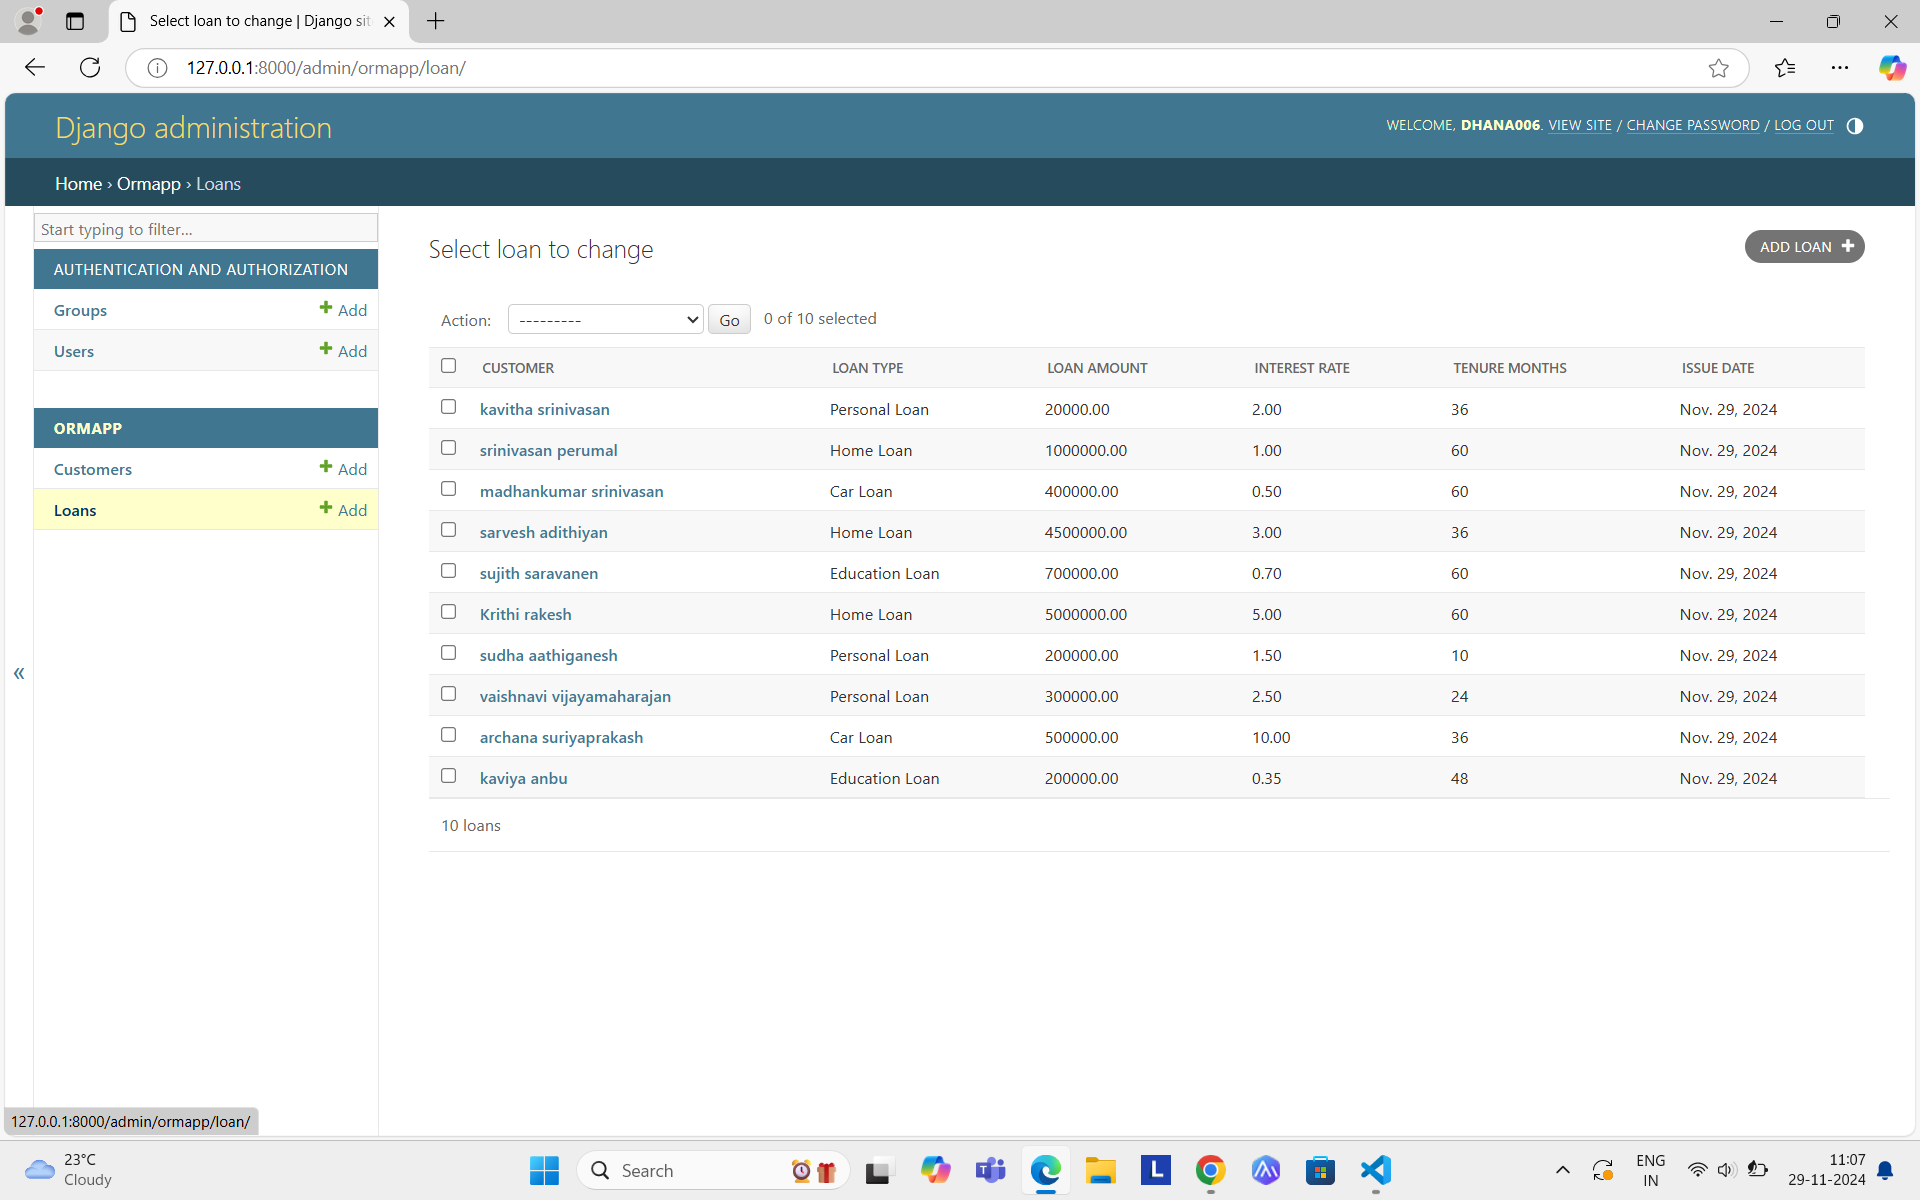 Select loan to change | Django sit
127.0.0.1:8000/admin/ormapp/loan/
Django administration
WELCOME, DHANA006. VIEW SITE / CHANGE PASSWORD / LOG OUT
Home › Ormapp › Loans
Start typing to filter...
AUTHENTICATION AND AUTHORIZATION
Groups Add
Users Add
ORMAPP
Customers Add
Loans Add
«
Select loan to change
ADD LOAN
Action: --------- Go 0 of 10 selected
CUSTOMER LOAN TYPE LOAN AMOUNT INTEREST RATE TENURE MONTHS ISSUE DATE
kavitha srinivasan Personal Loan 20000.00 2.00 36 Nov. 29, 2024
srinivasan perumal Home Loan 1000000.00 1.00 60 Nov. 29, 2024
madhankumar srinivasan Car Loan 400000.00 0.50 60 Nov. 29, 2024
sarvesh adithiyan Home Loan 4500000.00 3.00 36 Nov. 29, 2024
sujith saravanen Education Loan 700000.00 0.70 60 Nov. 29, 2024
Krithi rakesh Home Loan 5000000.00 5.00 60 Nov. 29, 2024
sudha aathiganesh Personal Loan 200000.00 1.50 10 Nov. 29, 2024
vaishnavi vijayamaharajan Personal Loan 300000.00 2.50 24 Nov. 29, 2024
archana suriyaprakash Car Loan 500000.00 10.00 36 Nov. 29, 2024
kaviya anbu Education Loan 200000.00 0.35 48 Nov. 29, 2024
10 loans
127.0.0.1:8000/admin/ormapp/loan/
23°C
Cloudy
Search
L
ENG
IN
11:07
29-11-2024